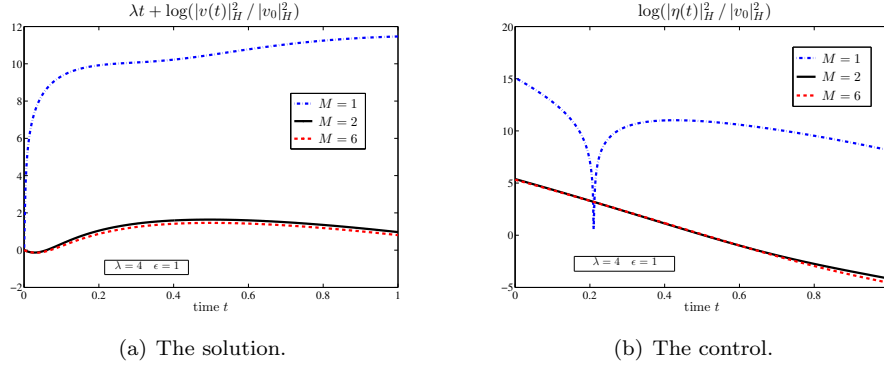 λt + log(|v(t)|²_H / |v₀|²_H)
12
10
8
6
4
2
0
−2
0
0.2
0.4
0.6
0.8
1
M = 1
M = 2
M = 6
λ = 4 ϵ = 1
time t
(a) The solution.
log(|η(t)|²_H / |v₀|²_H)
20
15
10
5
0
−5
0
0.2
0.4
0.6
0.8
M = 1
M = 2
M = 6
λ = 4 ϵ = 1
time t
(b) The control.